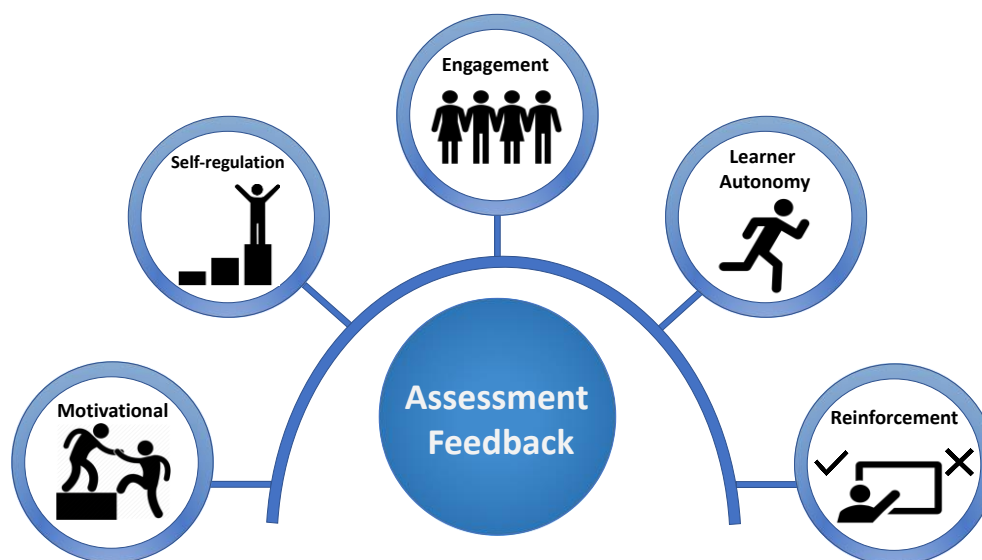 Engagement
Self-regulation
Learner
Autonomy
Motivational
Assessment
Feedback
Reinforcement